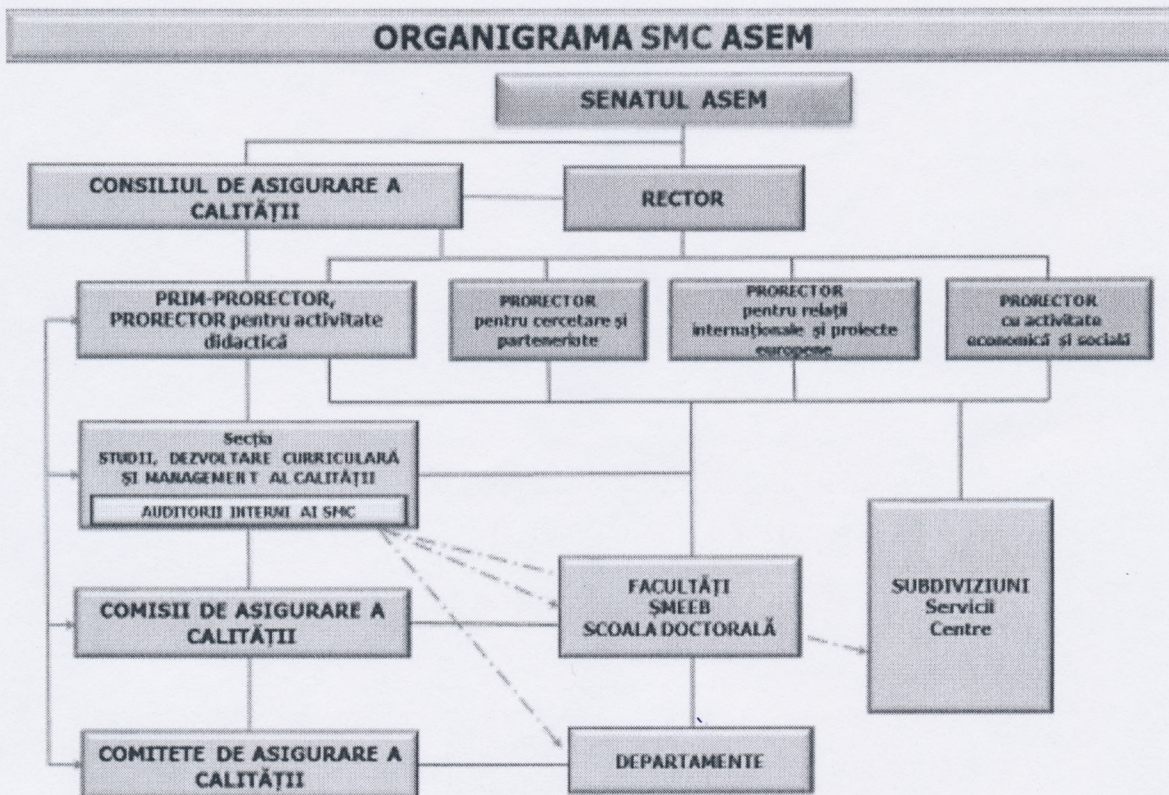 ORGANIGRAMA SMC ASEM
SENATUL ASEM
CONSILIUL DE ASIGURARE A
CALITĂȚII
RECTOR
PRIM-PRORECTOR,
PRORECTOR pentru activitate
didactică
PRORECTOR
pentru cercetare și
parteneriate
PRORECTOR
pentru relații
internaționale și proiecte
europene
PRORECTOR
cu activitate
economică și socială
Secția
STUDII, DEZVOLTARE CURRICULARĂ
ȘI MANAGEMENT AL CALITĂȚII
AUDITORII INTERNI AI SMC
COMISII DE ASIGURARE A
CALITĂȚII
FACULTĂȚI
ȘMEEB
SCOALA DOCTORALĂ
SUBDIVIZIUNI
Servicii
Centre
COMITETE DE ASIGURARE A
CALITĂȚII
DEPARTAMENTE